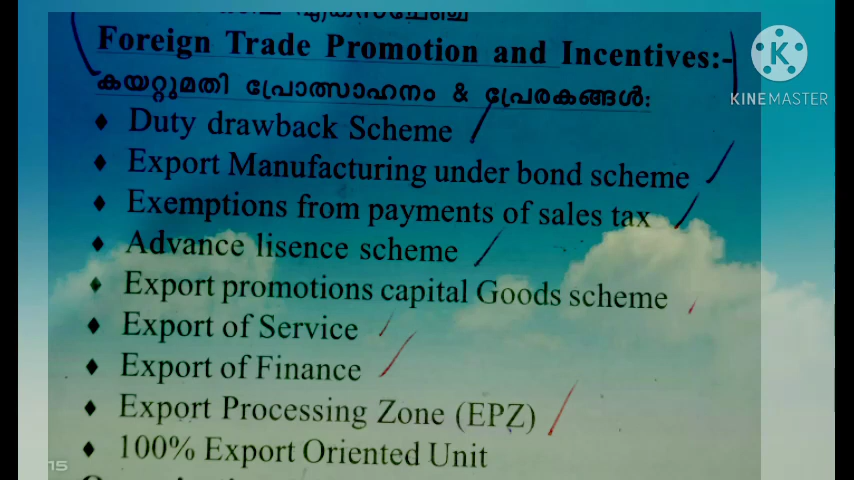 Foreign Trade Promotion and Incentives:-
കയറ്റുമതി പ്രോത്സാഹനം & പ്രേരകങ്ങൾ:
♦ Duty drawback Scheme
♦ Export Manufacturing under bond scheme
♦ Exemptions from payments of sales tax
♦ Advance lisence scheme
♦ Export promotions capital Goods scheme
♦ Export of Service
♦ Export of Finance
♦ Export Processing Zone (EPZ)
♦ 100% Export Oriented Unit
15
K
KINEMASTER